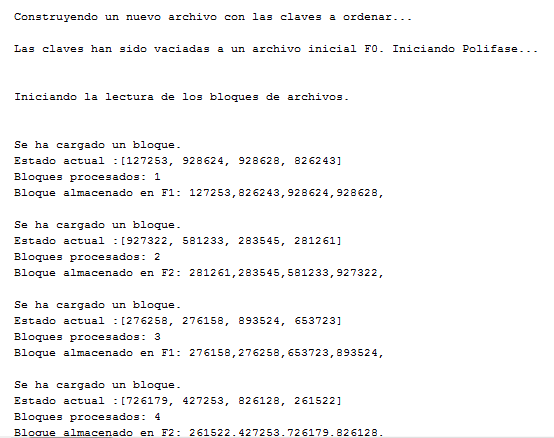 Construyendo un nuevo archivo con las claves a ordenar...
Las claves han sido vaciadas a un archivo inicial F0. Iniciando Polifase...
Iniciando la lectura de los bloques de archivos.
Se ha cargado un bloque.
Estado actual :[127253, 928624, 928628, 826243]
Bloques procesados: 1
Bloque almacenado en F1: 127253,826243,928624,928628,
Se ha cargado un bloque.
Estado actual :[927322, 581233, 283545, 281261]
Bloques procesados: 2
Bloque almacenado en F2: 281261,283545,581233,927322,
Se ha cargado un bloque.
Estado actual :[276258, 276158, 893524, 653723]
Bloques procesados: 3
Bloque almacenado en F1: 276158,276258,653723,893524,
Se ha cargado un bloque.
Estado actual :[726179, 427253, 826128, 261522]
Bloques procesados: 4
Bloque almacenado en F2: 261522,427253,726179,826128,